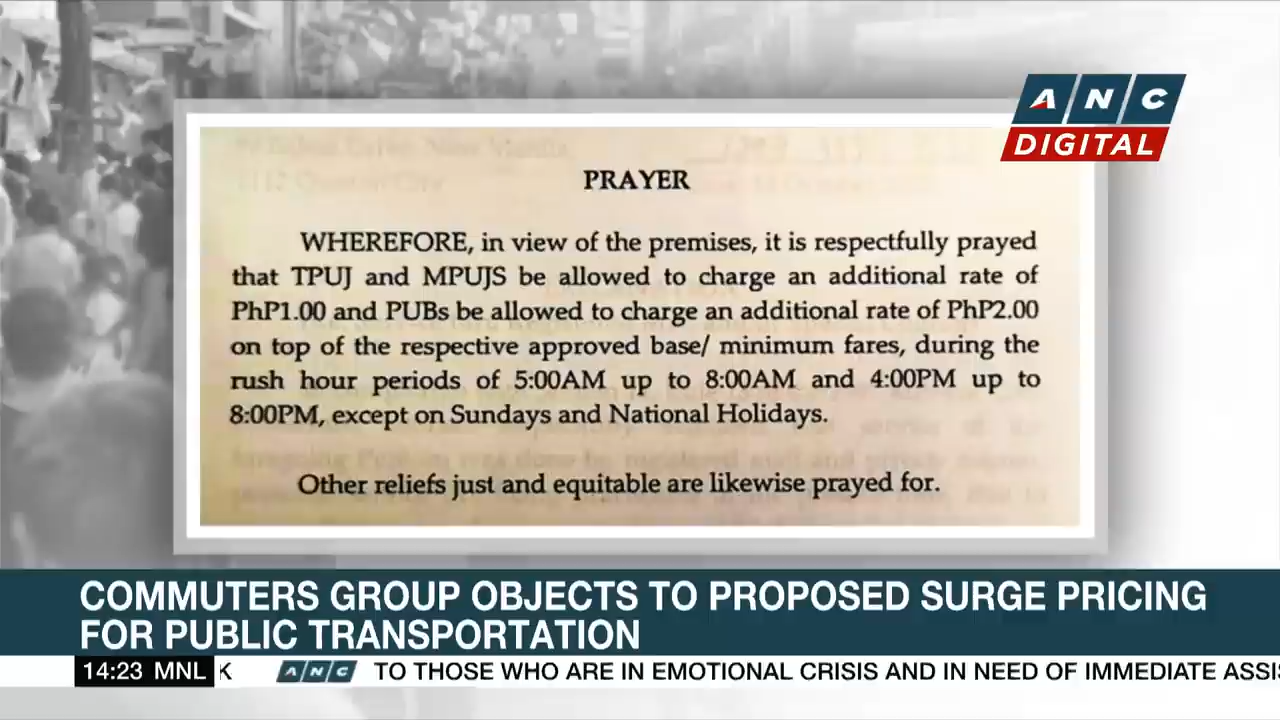 ANC
DIGITAL
PRAYER
WHEREFORE, in view of the premises, it is respectfully prayed
that TPUJ and MPUJS be allowed to charge an additional rate of
PhP1.00 and PUBs be allowed to charge an additional rate of PhP2.00
on top of the respective approved base/ minimum fares, during the
rush hour periods of 5:00AM up to 8:00AM and 4:00PM up to
8:00PM, except on Sundays and National Holidays.
Other reliefs just and equitable are likewise prayed for.
COMMUTERS GROUP OBJECTS TO PROPOSED SURGE PRICING
FOR PUBLIC TRANSPORTATION
14:23 MNL K ANC TO THOSE WHO ARE IN EMOTIONAL CRISIS AND IN NEED OF IMMEDIATE ASSI